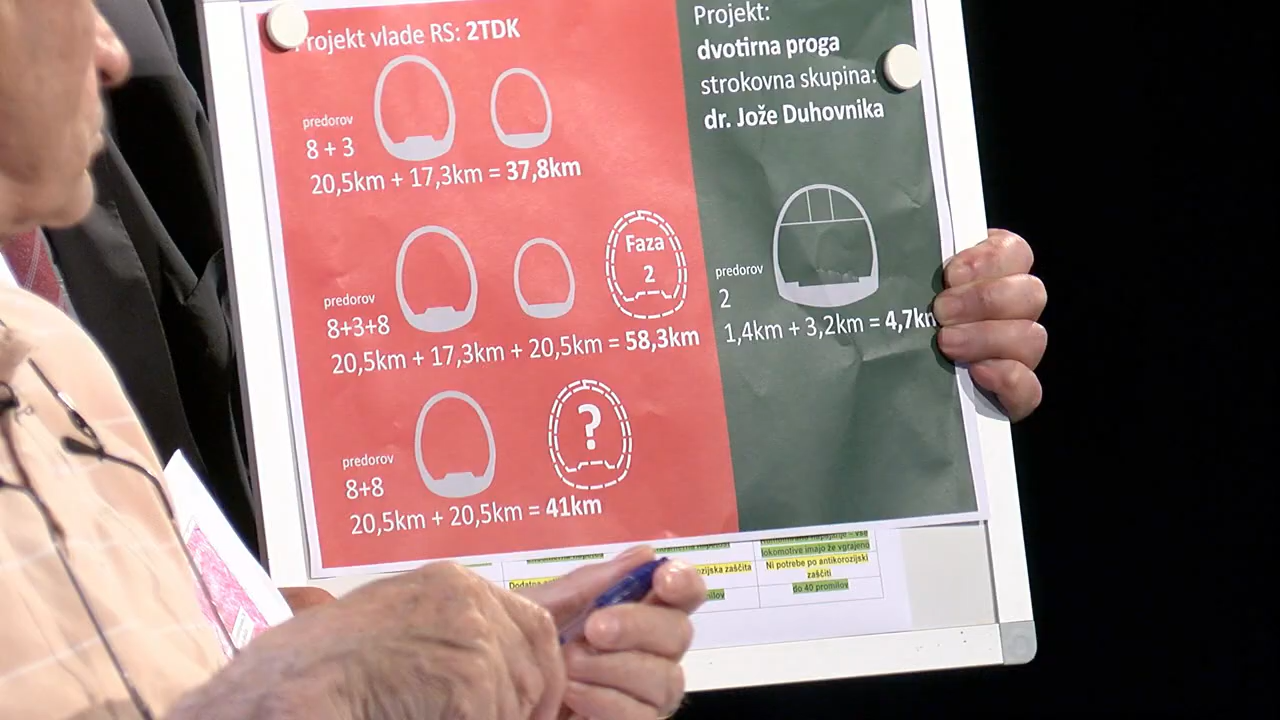 rojekt vlade RS: 2TDK
predorov
8 + 3
20,5km + 17,3km = 37,8km
Faza
2
predorov
8+3+8
20,5km + 17,3km + 20,5km = 58,3km
?
predorov
8+8
20,5km + 20,5km = 41km
Projekt:
dvotirna proga
strokovna skupina:
dr. Jože Duhovnika
predorov
2
1,4km + 3,2km = 4,7k
Dodatna
zaščita
lokomotive imajo že vgrajeno
Ni potrebe po antikorozijski
zaščiti
do 40 promilov